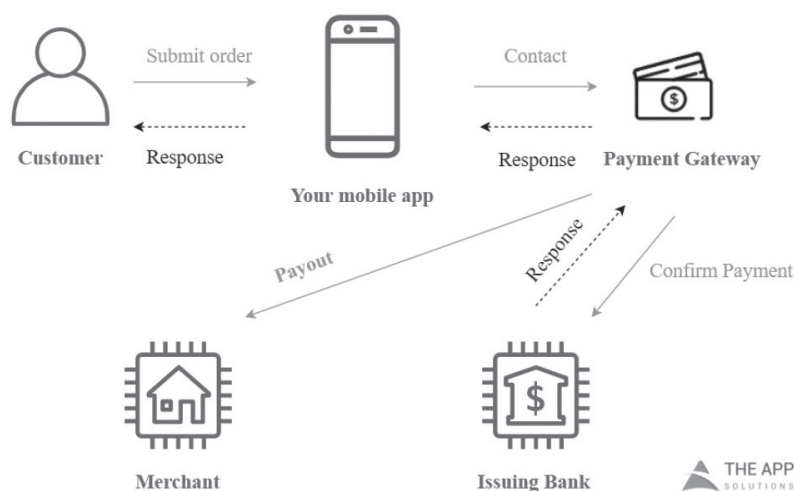 Submit order
Contact
$
Customer
Response
Response
Payment Gateway
Your mobile app
Payout
Response
Confirm Payment
$
Merchant
Issuing Bank
THE APP
SOLUTIONS